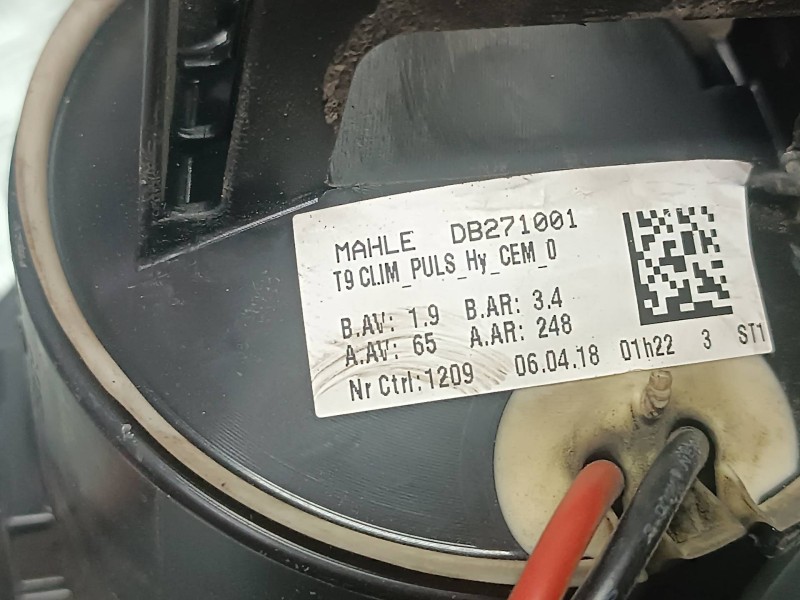 MAHLE DB271001
T9 CLIM_PULS_Hy_CEM_0
B.AV: 1.9 B.AR: 3.4
A.AV: 65 A.AR: 248
Nr Ctrl:1209 06.04.18 01h22 3 ST1